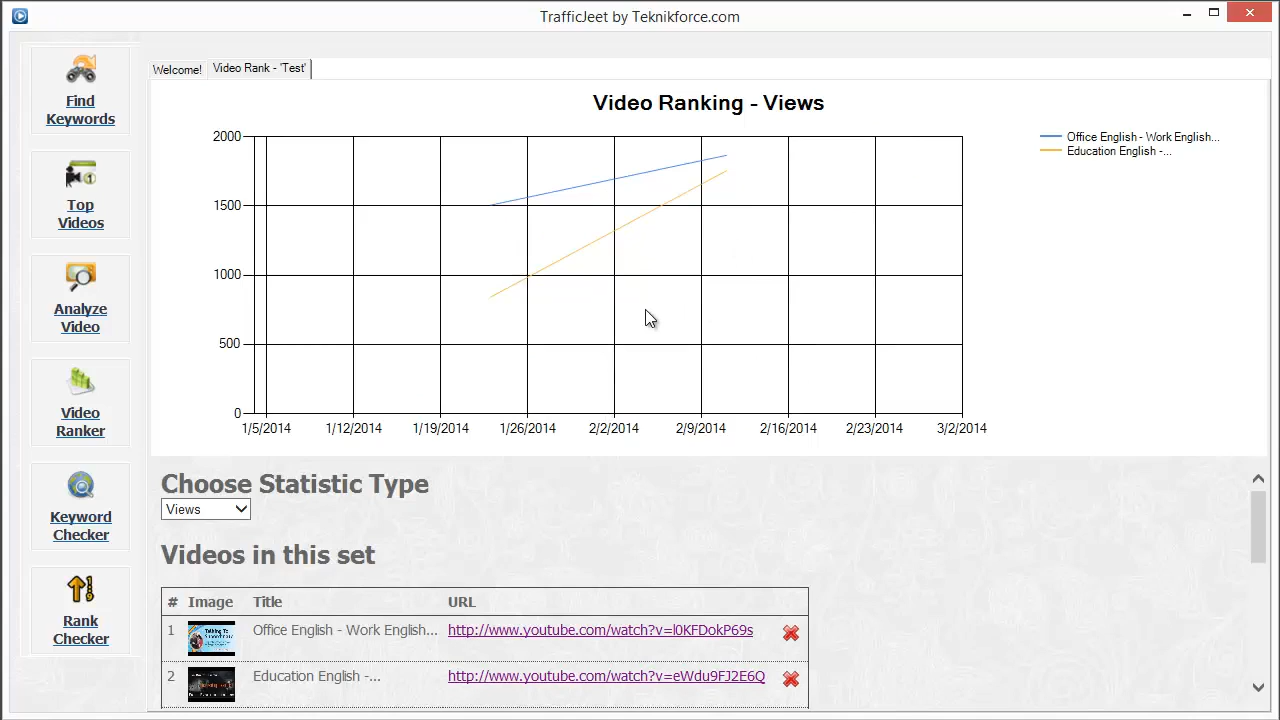 TrafficJeet by Teknikforce.com
Find
Keywords
Top
Videos
Analyze
Video
Video
Ranker
Keyword
Checker
Rank
Checker
Welcome! Video Rank - 'Test'
Video Ranking - Views
2000
1500
1000
500
0
1/5/2014 1/12/2014 1/19/2014 1/26/2014 2/2/2014 2/9/2014 2/16/2014 2/23/2014 3/2/2014
Office English - Work English...
Education English -...
Choose Statistic Type
Views
Videos in this set
# Image Title URL
1 Office English - Work English... http://www.youtube.com/watch?v=l0KFDokP69s
2 Education English -... http://www.youtube.com/watch?v=eWdu9FJ2E6Q